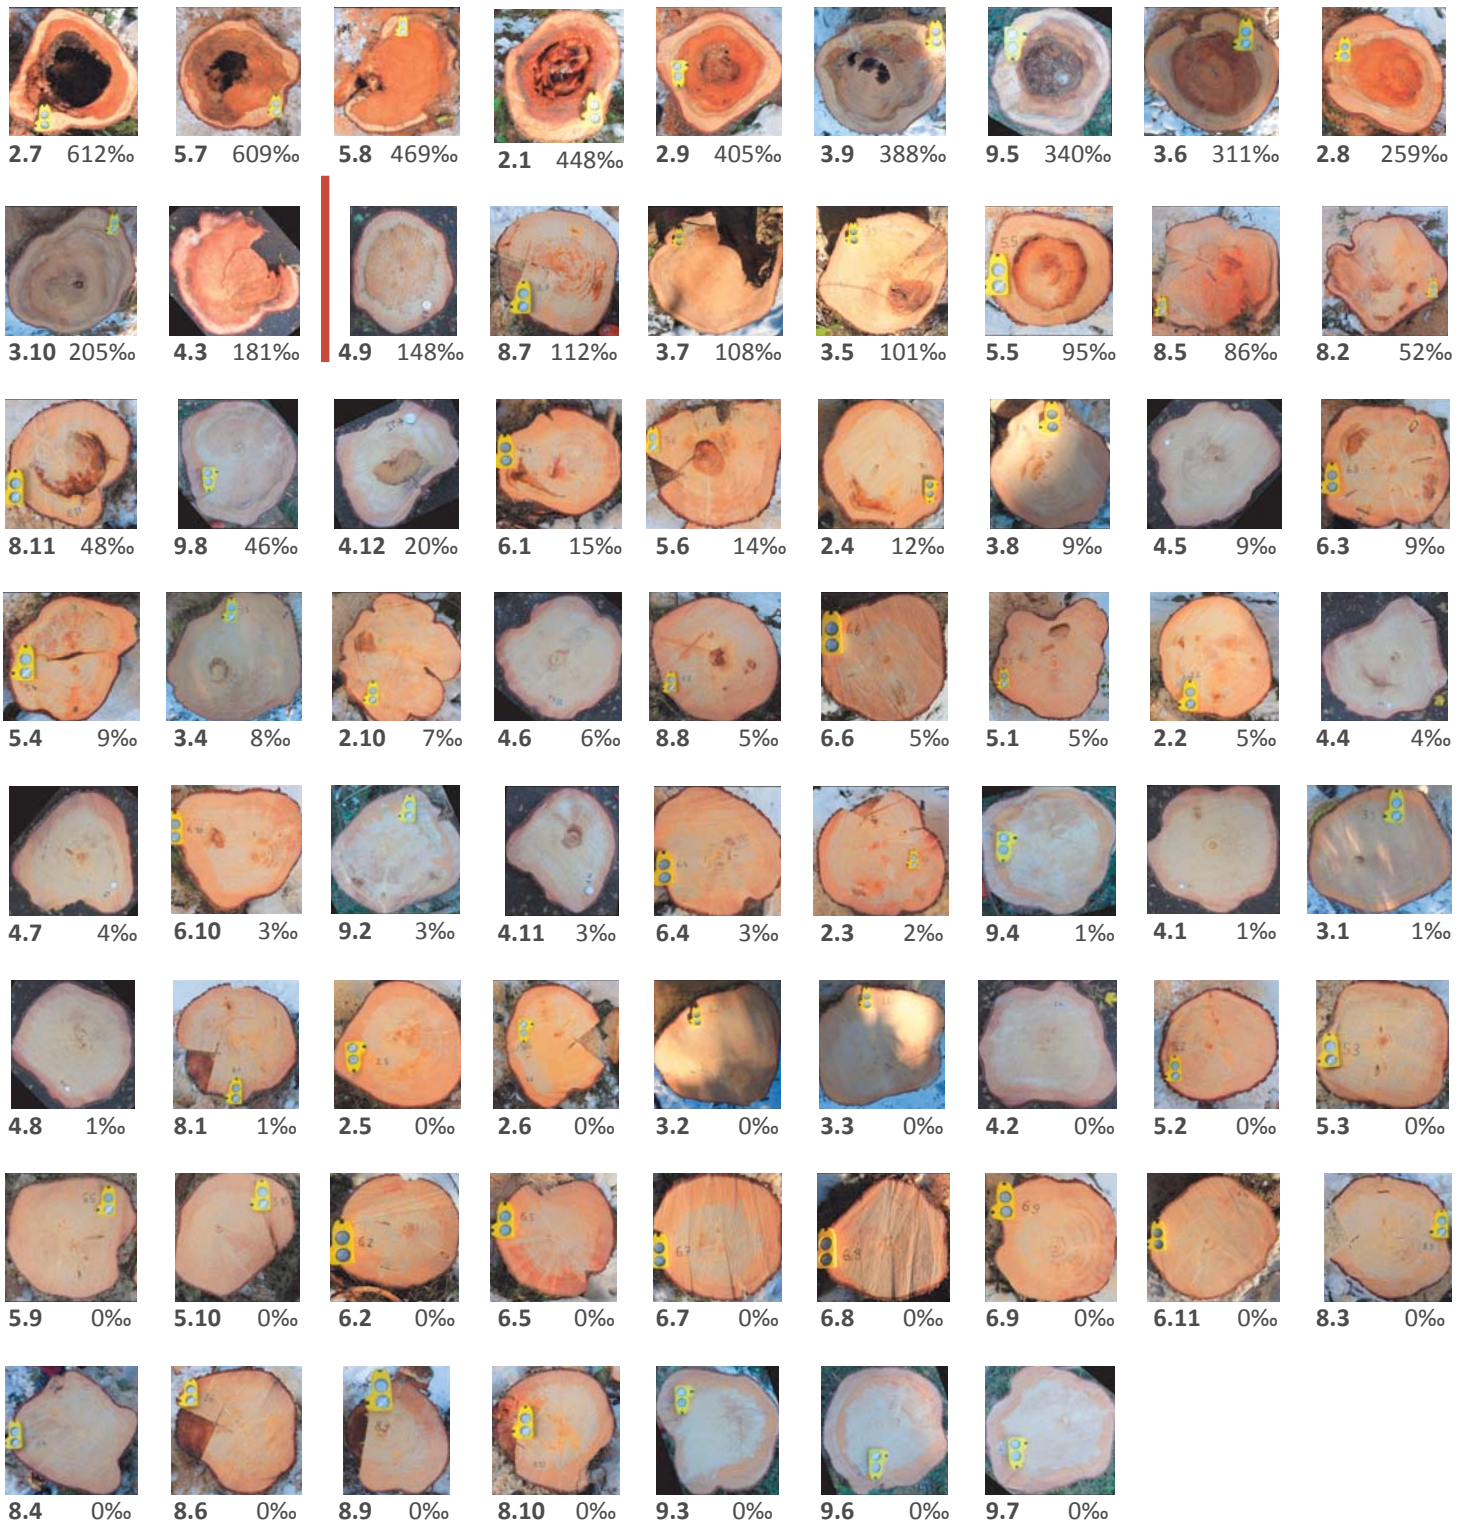 2.7 612‰ 5.7 609‰ 5.8 469‰ 2.1 448‰ 2.9 405‰ 3.9 388‰ 9.5 340‰ 3.6 311‰ 2.8 259‰
3.10 205‰ 4.3 181‰ 4.9 148‰ 8.7 112‰ 3.7 108‰ 3.5 101‰ 5.5 95‰ 8.5 86‰ 8.2 52‰
8.11 48‰ 9.8 46‰ 4.12 20‰ 6.1 15‰ 5.6 14‰ 2.4 12‰ 3.8 9‰ 4.5 9‰ 6.3 9‰
5.4 9‰ 3.4 8‰ 2.10 7‰ 4.6 6‰ 8.8 5‰ 6.6 5‰ 5.1 5‰ 2.2 5‰ 4.4 4‰
4.7 4‰ 6.10 3‰ 9.2 3‰ 4.11 3‰ 6.4 3‰ 2.3 2‰ 9.4 1‰ 4.1 1‰ 3.1 1‰
4.8 1‰ 8.1 1‰ 2.5 0‰ 2.6 0‰ 3.2 0‰ 3.3 0‰ 4.2 0‰ 5.2 0‰ 5.3 0‰
5.9 0‰ 5.10 0‰ 6.2 0‰ 6.5 0‰ 6.7 0‰ 6.8 0‰ 6.9 0‰ 6.11 0‰ 8.3 0‰
8.4 0‰ 8.6 0‰ 8.9 0‰ 8.10 0‰ 9.3 0‰ 9.6 0‰ 9.7 0‰